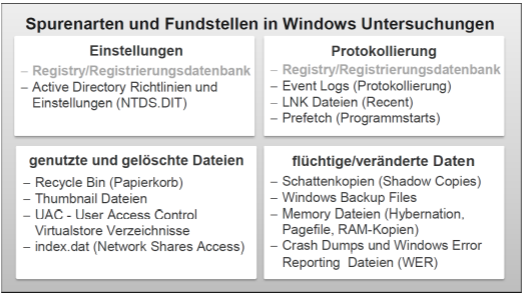 Spurenarten und Fundstellen in Windows Untersuchungen
Einstellungen
– Registry/Registrierungsdatenbank
– Active Directory Richtlinien und
Einstellungen (NTDS.DIT)
Protokollierung
– Registry/Registrierungsdatenbank
– Event Logs (Protokollierung)
– LNK Dateien (Recent)
– Prefetch (Programmstarts)
genutzte und gelöschte Dateien
– Recycle Bin (Papierkorb)
– Thumbnail Dateien
– UAC - User Access Control
Virtualstore Verzeichnisse
– index.dat (Network Shares Access)
flüchtige/veränderte Daten
– Schattenkopien (Shadow Copies)
– Windows Backup Files
– Memory Dateien (Hybernation,
Pagefile, RAM-Kopien)
– Crash Dumps und Windows Error
Reporting Dateien (WER)